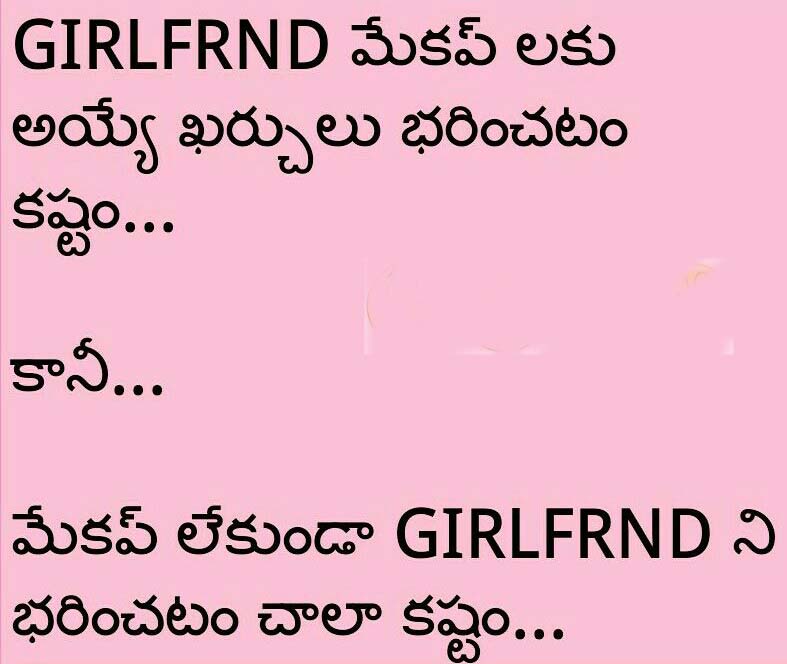 GIRLFRND మేకప్ లకు
అయ్యే ఖర్చులు భరించటం
కష్టం...
కానీ...
మేకప్ లేకుండా GIRLFRND ని
భరించటం చాలా కష్టం...